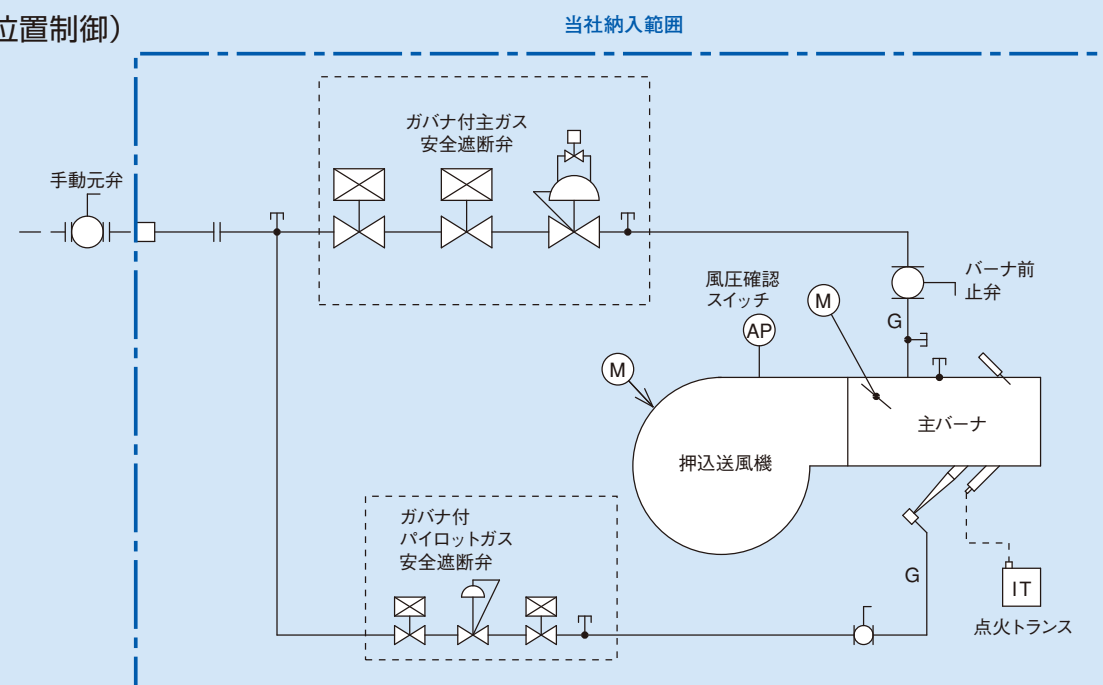 位置制御)
当社納入範囲
ガバナ付主ガス
安全遮断弁
手動元弁
バーナ前
止弁
風圧確認
スイッチ
M
AP
G
M
主バーナ
押込送風機
ガバナ付
パイロットガス
安全遮断弁
G
IT
点火トランス